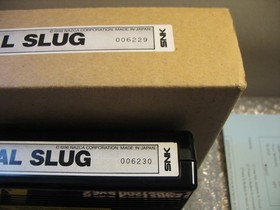 L SLUG
©1996 NAZCA CORPORATION, MADE IN JAPAN
006229
SNK
AL SLUG
©1996 NAZCA CORPORATION, MADE IN JAPAN
006230
SNK